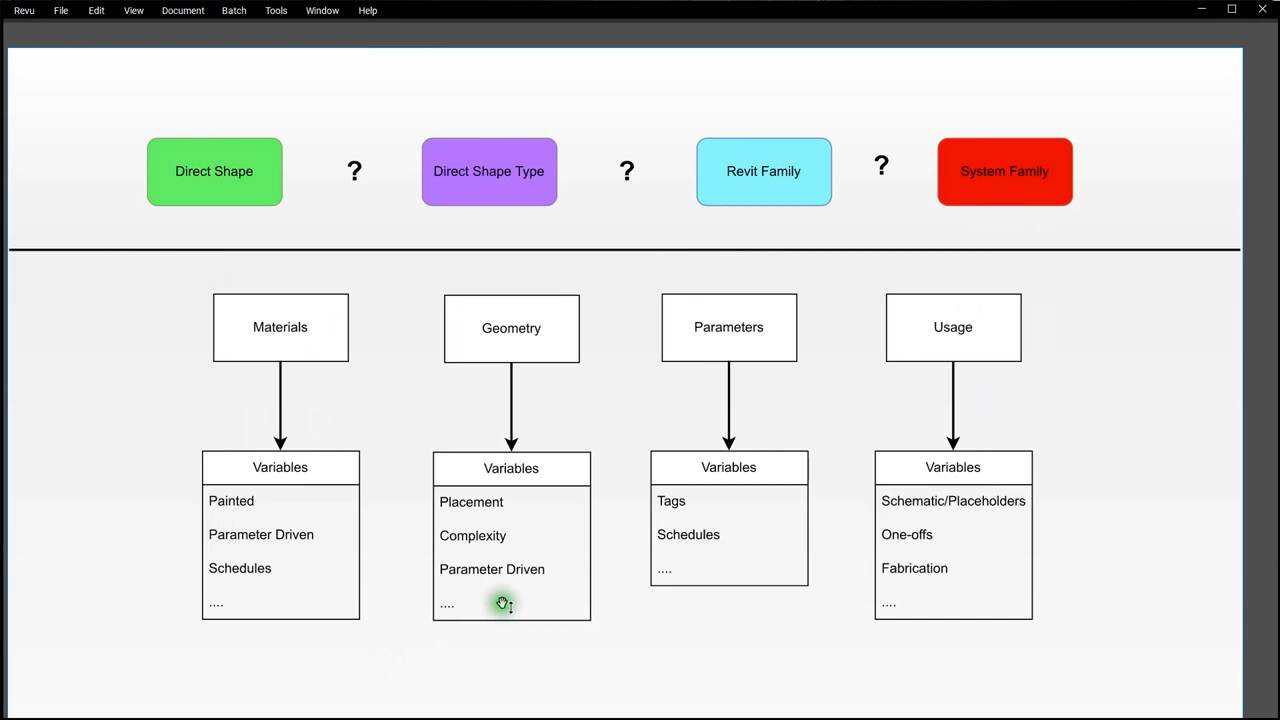 Revu File Edit View Document Batch Tools Window Help
Direct Shape ? Direct Shape Type ? Revit Family ? System Family
Materials Geometry Parameters Usage
Variables
Painted
Parameter Driven
Schedules
....
Variables
Placement
Complexity
Parameter Driven
....
Variables
Tags
Schedules
....
Variables
Schematic/Placeholders
One-offs
Fabrication
....